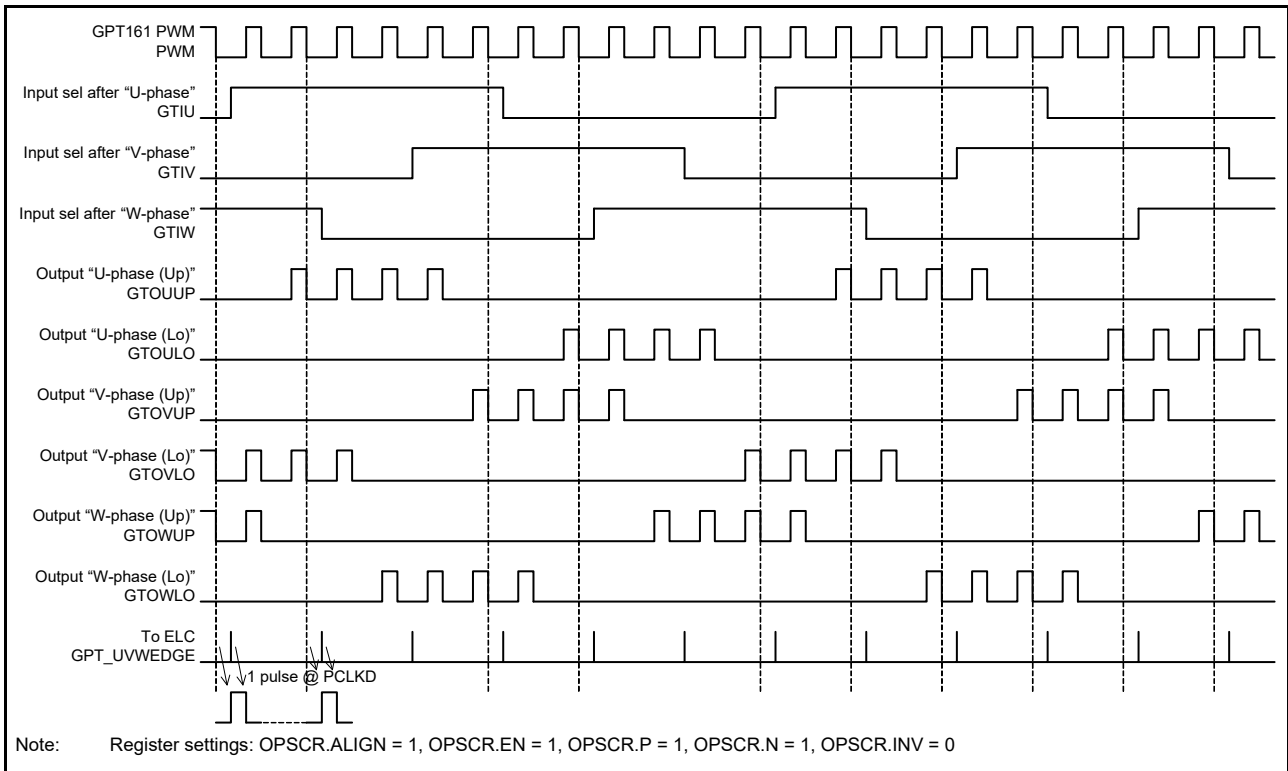 GPT161 PWM
PWM
Input sel after “U-phase”
GTIU
Input sel after “V-phase”
GTIV
Input sel after “W-phase”
GTIW
Output “U-phase (Up)”
GTOUUP
Output “U-phase (Lo)”
GTOULO
Output “V-phase (Up)”
GTOVUP
Output “V-phase (Lo)”
GTOVLO
Output “W-phase (Up)”
GTOWUP
Output “W-phase (Lo)”
GTOWLO
To ELC
GPT_UVWEDGE
1 pulse @ PCLKD
Note: Register settings: OPSCR.ALIGN = 1, OPSCR.EN = 1, OPSCR.P = 1, OPSCR.N = 1, OPSCR.INV = 0